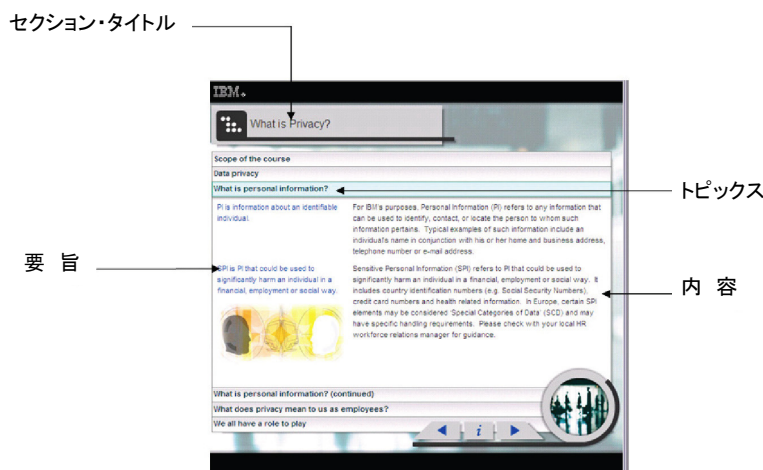 セクション・タイトル
IBM.
What is Privacy?
Scope of the course
Data privacy
What is personal information?
トピックス
PI is information about an identifiable
individual.
For IBM's purposes, Personal Information (PI) refers to any information that
can be used to identify, contact, or locate the person to whom such
information pertains. Typical examples of such information include an
individual's name in conjunction with his or her home and business address,
telephone number or e-mail address.
要 旨
SPI is PI that could be used to
significantly harm an individual in a
financial, employment or social way.
Sensitive Personal Information (SPI) refers to PI that could be used to
significantly harm an individual in a financial, employment or social way. It
includes country identification numbers (e.g. Social Security Numbers),
credit card numbers and health related information. In Europe, certain SPI
elements may be considered 'Special Categories of Data' (SCD) and may
have specific handling requirements. Please check with your local HR
workforce relations manager for guidance.
内 容
What is personal information? (continued)
What does privacy mean to us as employees?
We all have a role to play
i